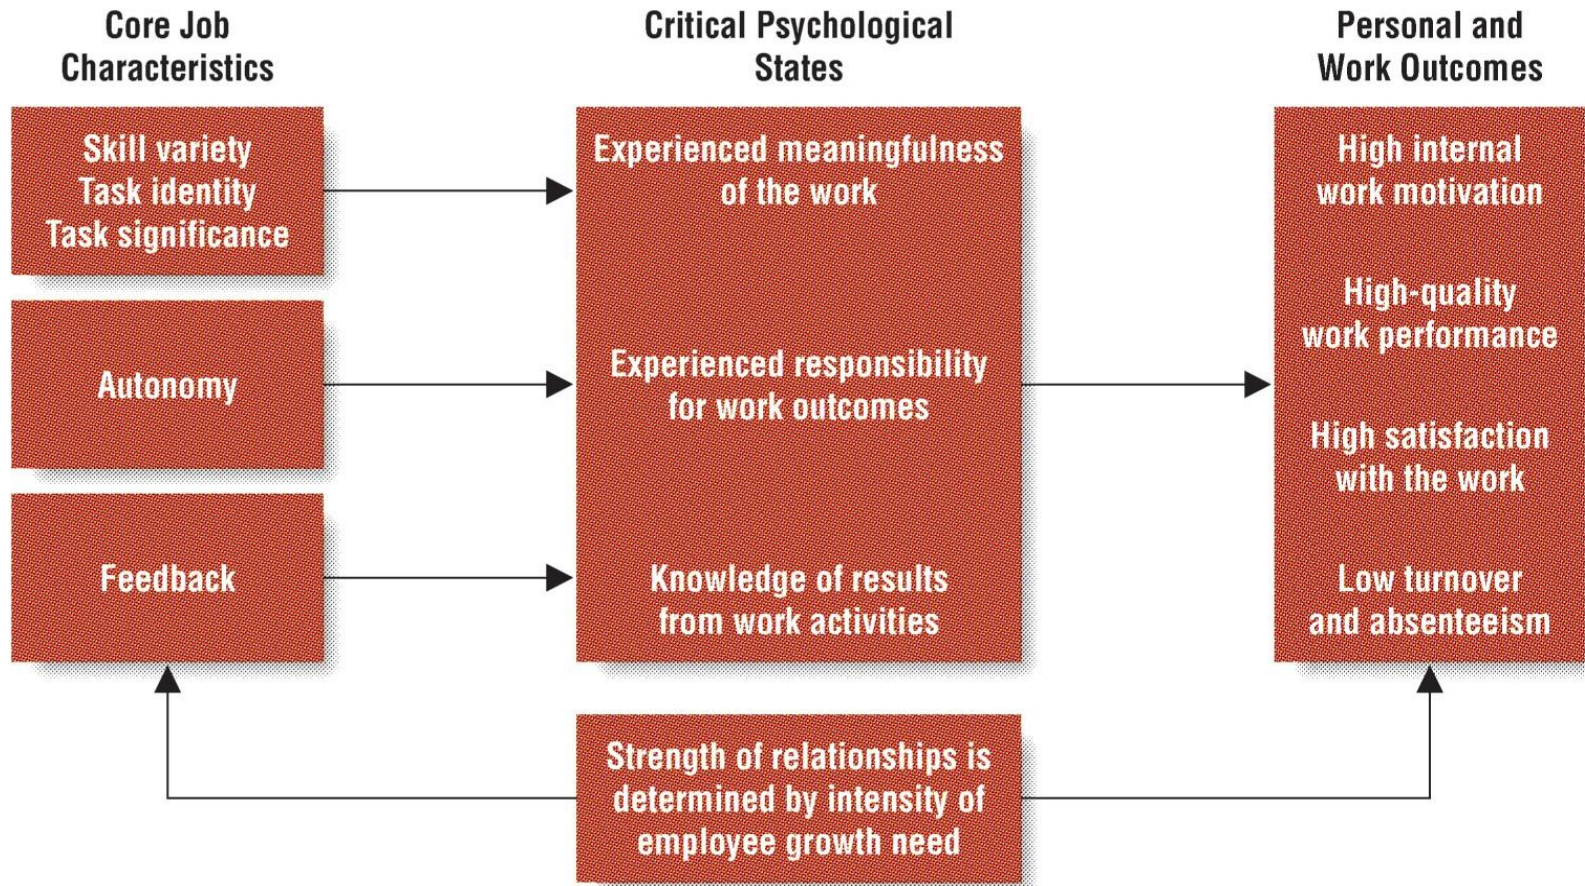 Core Job
Characteristics
Critical Psychological
States
Personal and
Work Outcomes
Skill variety
Task identity
Task significance
Autonomy
Feedback
Experienced meaningfulness
of the work
Experienced responsibility
for work outcomes
Knowledge of results
from work activities
High internal
work motivation
High-quality
work performance
High satisfaction
with the work
Low turnover
and absenteeism
Strength of relationships is
determined by intensity of
employee growth need